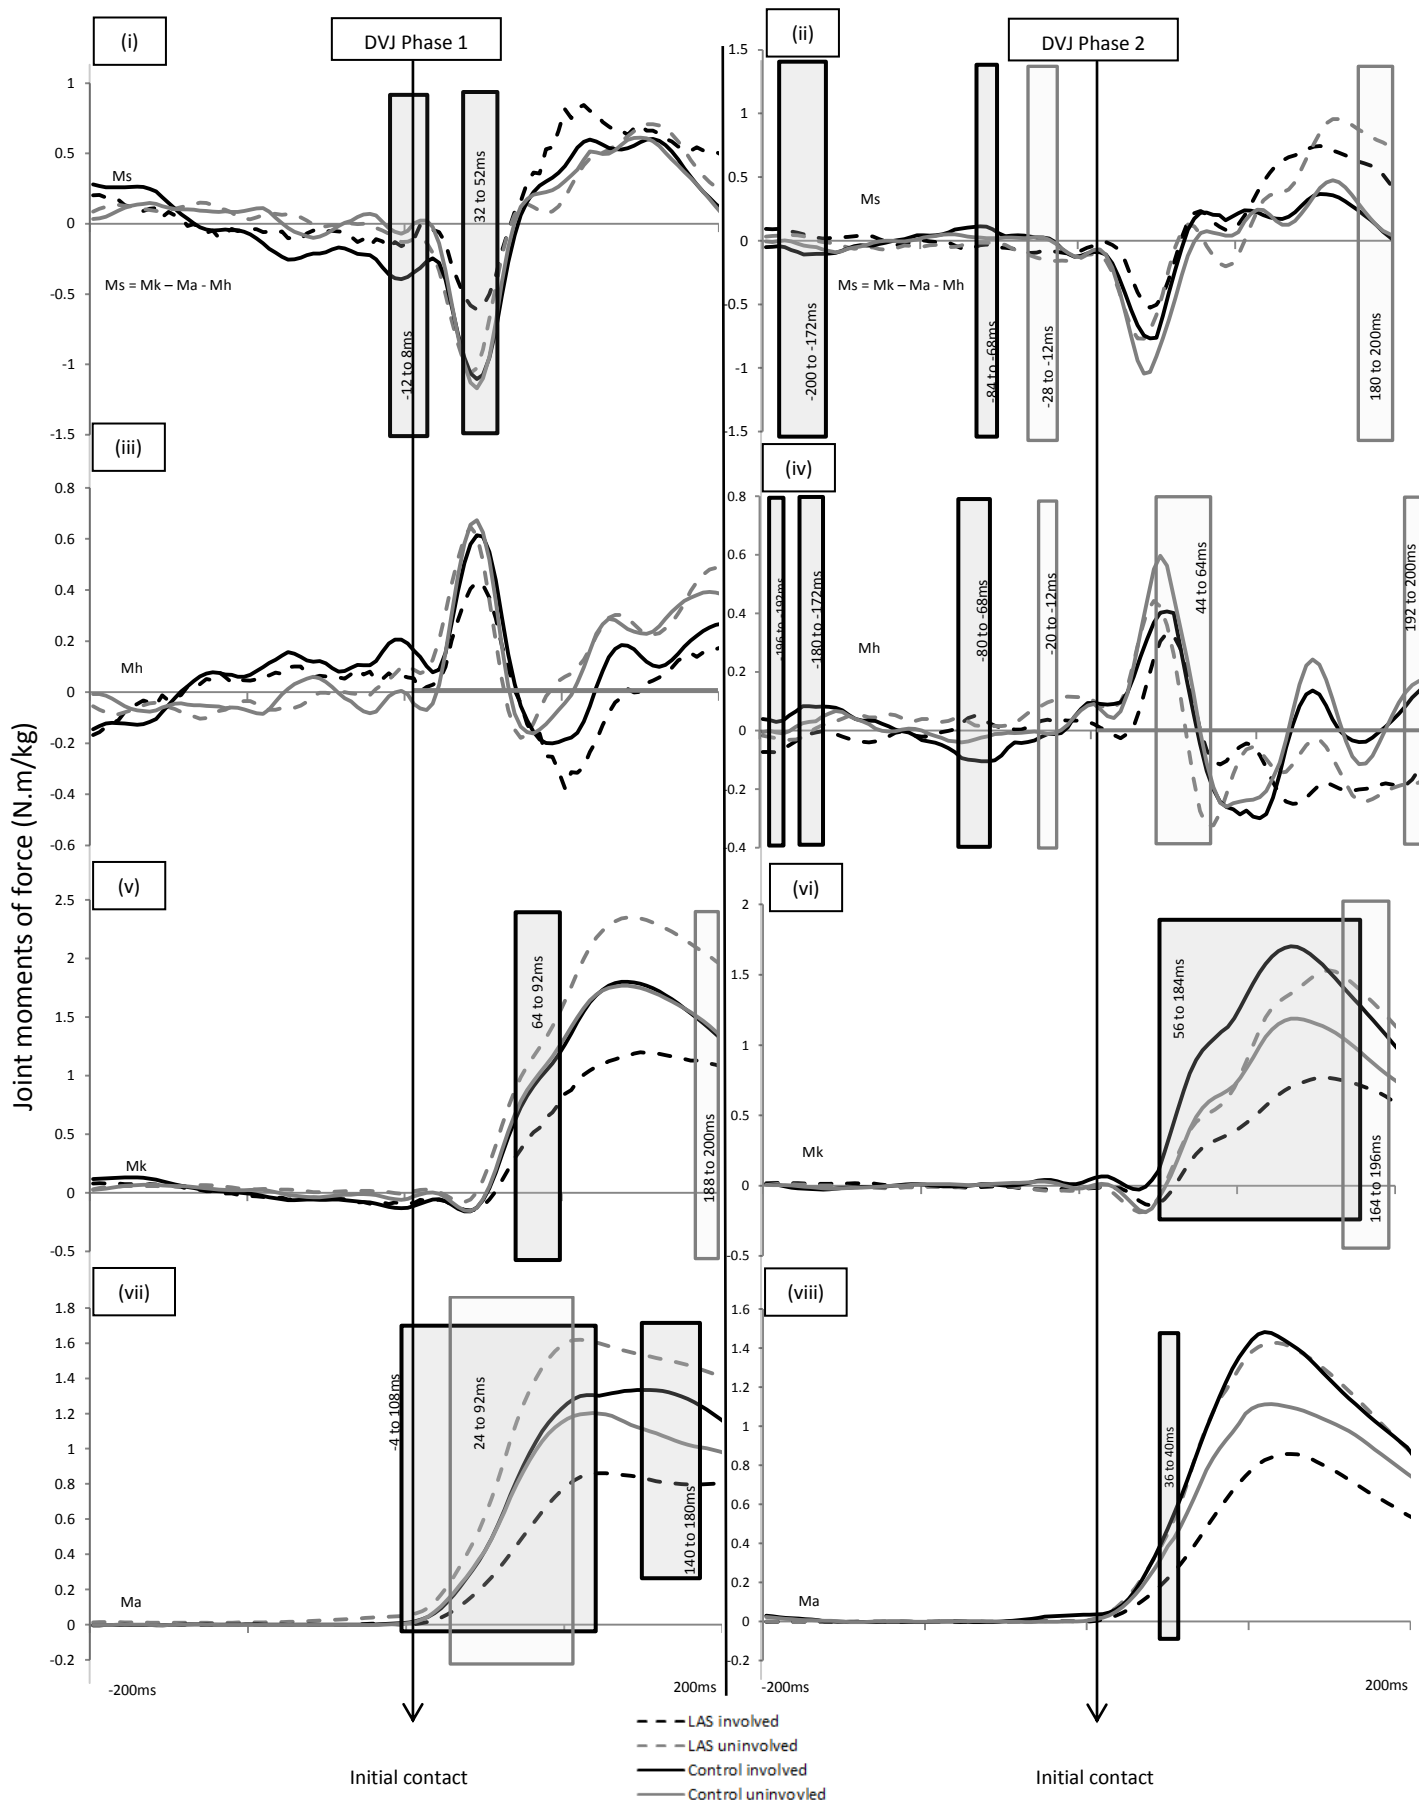 (i)
DVJ Phase 1
(ii)
DVJ Phase 2
1
0.5
0
-0.5
-1
-1.5
Ms
Ms = Mk – Ma - Mh
-12 to 8ms
32 to 52ms
1.5
1
0.5
0
-0.5
-1
-1.5
Ms
Ms = Mk – Ma - Mh
-200 to -172ms
-84 to -68ms
-28 to -12ms
180 to 200ms
(iii)
0.8
0.6
0.4
0.2
0
-0.2
-0.4
-0.6
Mh
(iv)
0.8
0.6
0.4
0.2
0
-0.2
-0.4
Mh
-196 to -192ms
-180 to -172ms
-80 to -68ms
-20 to -12ms
44 to 64ms
192 to 200ms
Joint moments of force (N.m/kg)
(v)
2.5
2
1.5
1
0.5
0
-0.5
Mk
64 to 92ms
188 to 200ms
(vi)
2
1.5
1
0.5
0
-0.5
Mk
56 to 184ms
164 to 196ms
(vii)
1.8
1.6
1.4
1.2
1
0.8
0.6
0.4
0.2
0
-0.2
Ma
-4 to 108ms
24 to 92ms
140 to 180ms
-200ms
200ms
(viii)
1.6
1.4
1.2
1
0.8
0.6
0.4
0.2
0
-0.2
Ma
36 to 40ms
-200ms
200ms
LAS involved
LAS uninvolved
Control involved
Control uninvovled
Initial contact
Initial contact